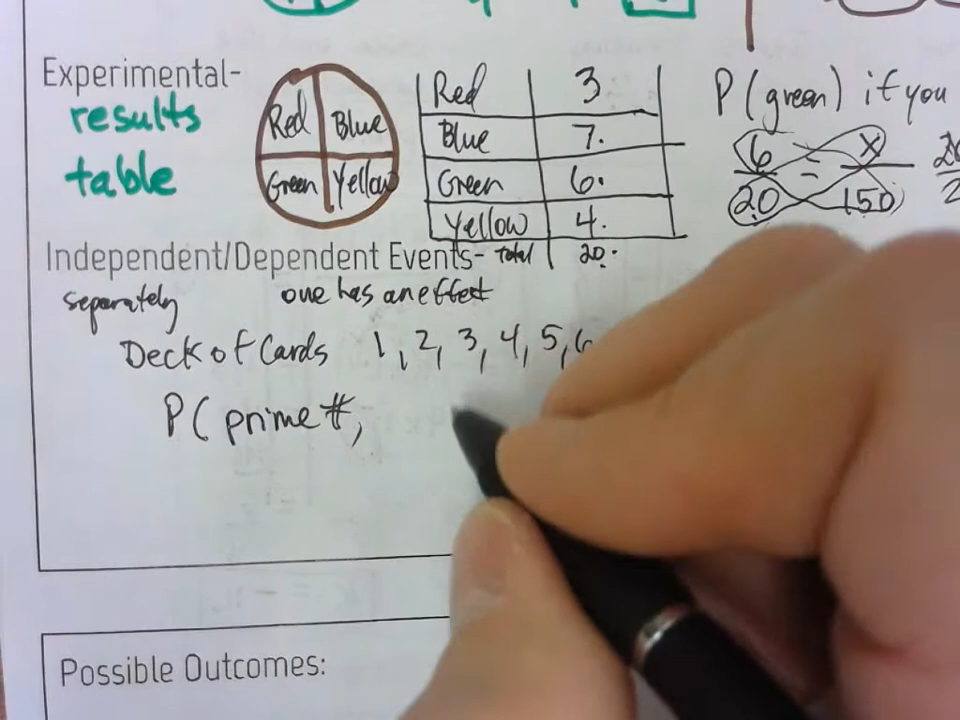 Experimental-
results
table
Red Blue
Green Yellow
Red 3
Blue 7.
Green 6.
Yellow 4.
total 20.
P(green) if you
6 = x
20 150
Independent/Dependent Events-
separately one has an effect
Deck of Cards 1, 2, 3, 4, 5, 6
P( prime #,
Possible Outcomes: